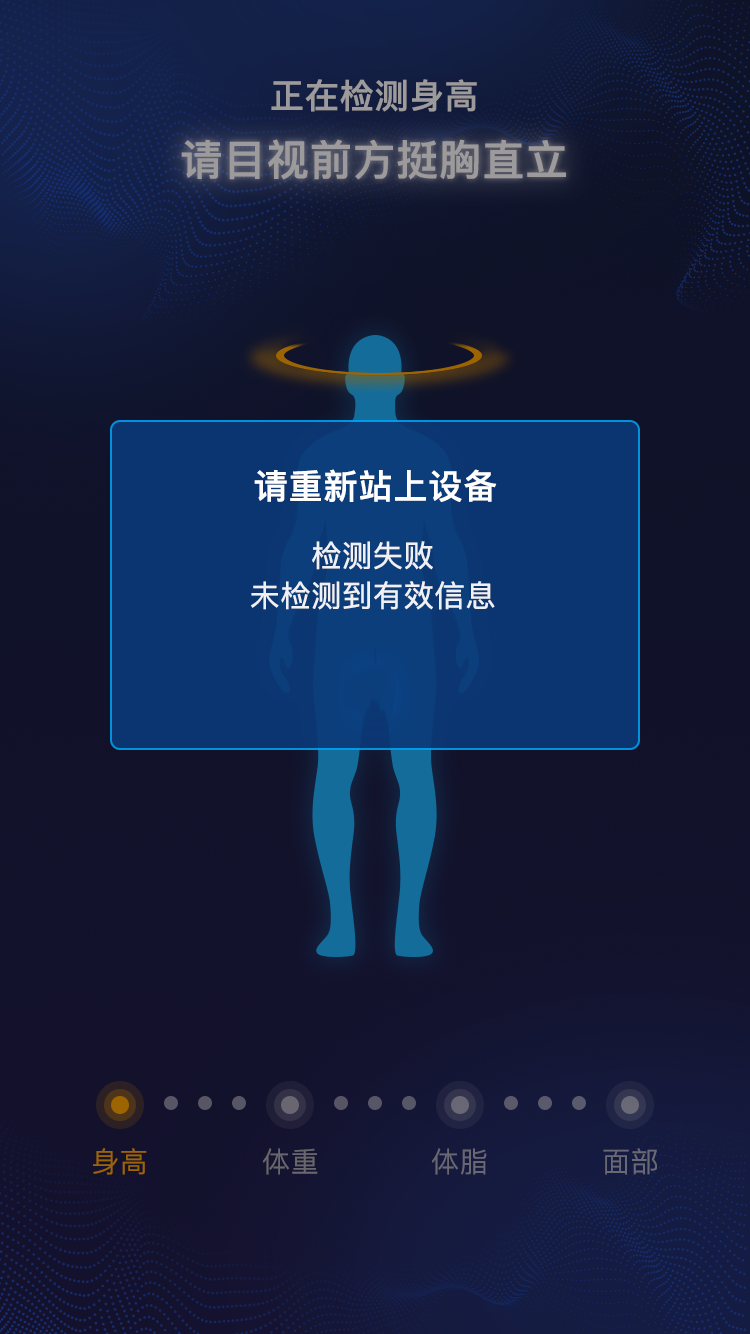 正在检测身高
请目视前方挺胸直立
请重新站上设备
检测失败
未检测到有效信息
身高
体重
体脂
面部